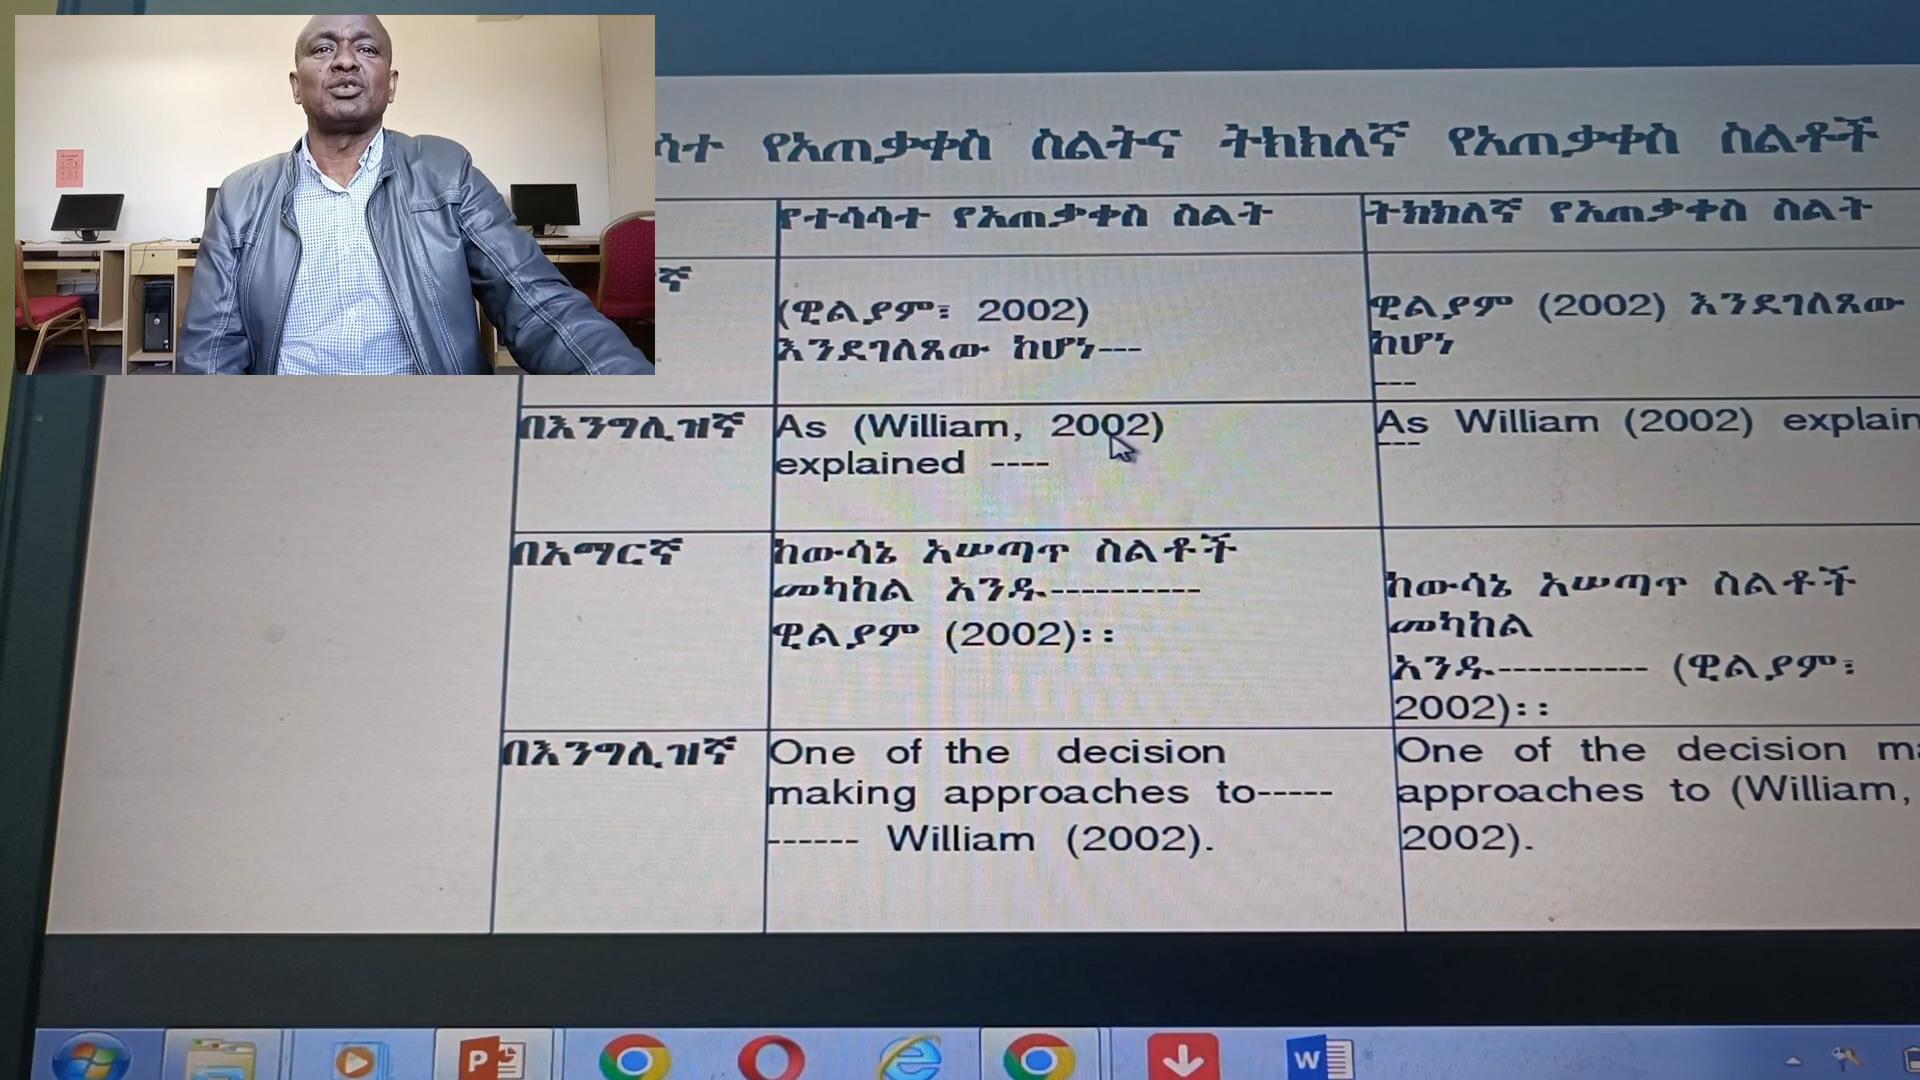 የአጠቃቀስ ስልትና ትክክለኛ የአጠቃቀስ ስልቶች
የተሳሳተ የአጠቃቀስ ስልት
ትክክለኛ የአጠቃቀስ ስልት
(ዊልያም፣ 2002)
እንደገለጸው ከሆነ---
ዊልያም (2002) እንደገለጸው
ከሆነ
---
በእንግሊዝኛ
As (William, 2002)
explained ----
As William (2002) explain
---
በአማርኛ
ከውሳኔ አሠጣጥ ስልቶች
መካከል አንዱ----------
ዊልያም (2002)፡፡
ከውሳኔ አሠጣጥ ስልቶች
መካከል
አንዱ---------- (ዊልያም፣
2002)፡፡
በእንግሊዝኛ
One of the decision
making approaches to-----
------ William (2002).
One of the decision
approaches to (William,
2002).